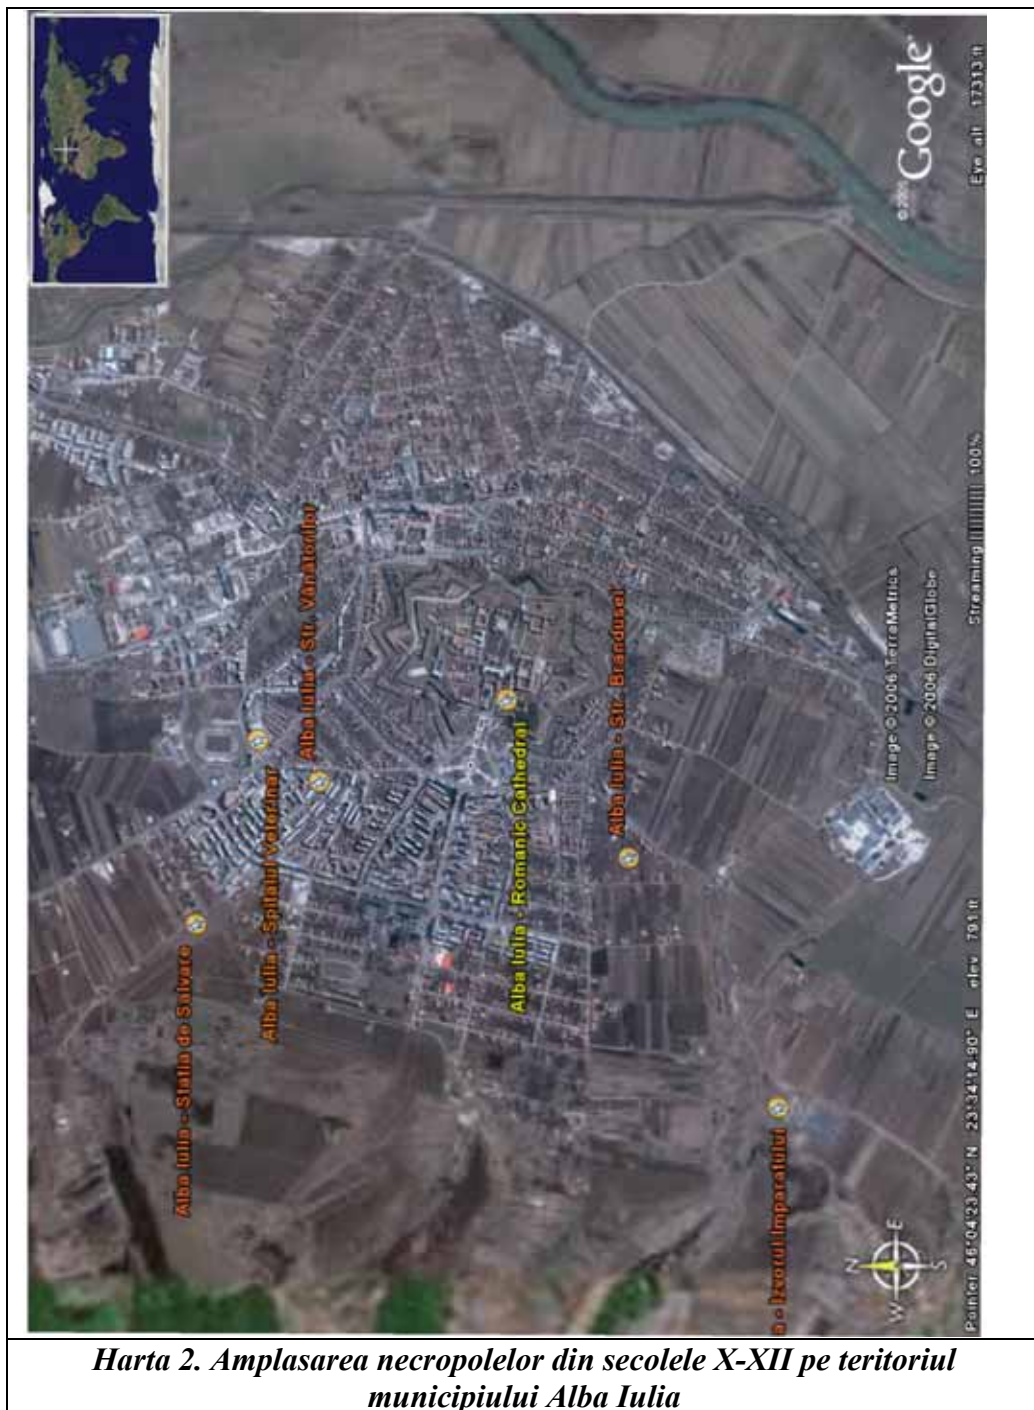 Alba Iulia - Statia de Salvare
Alba Iulia - Spitalul Veterinar
Alba Iulia - Str. Vânătorilor
Alba Iulia - Romanic Cathedral
Alba Iulia - Str. Brandusei
a - Izvorul Imparatului
N
W
E
S
©2006
Google
Image © 2006 TerraMetrics
Image © 2006 DigitalGlobe
Pointer 46°04'23.43" N 23°34'14.90" E elev 791 ft Streaming |||||||||| 100% Eye alt 17313 ft
Harta 2. Amplasarea necropolelor din secolele X-XII pe teritoriul
municipiului Alba Iulia